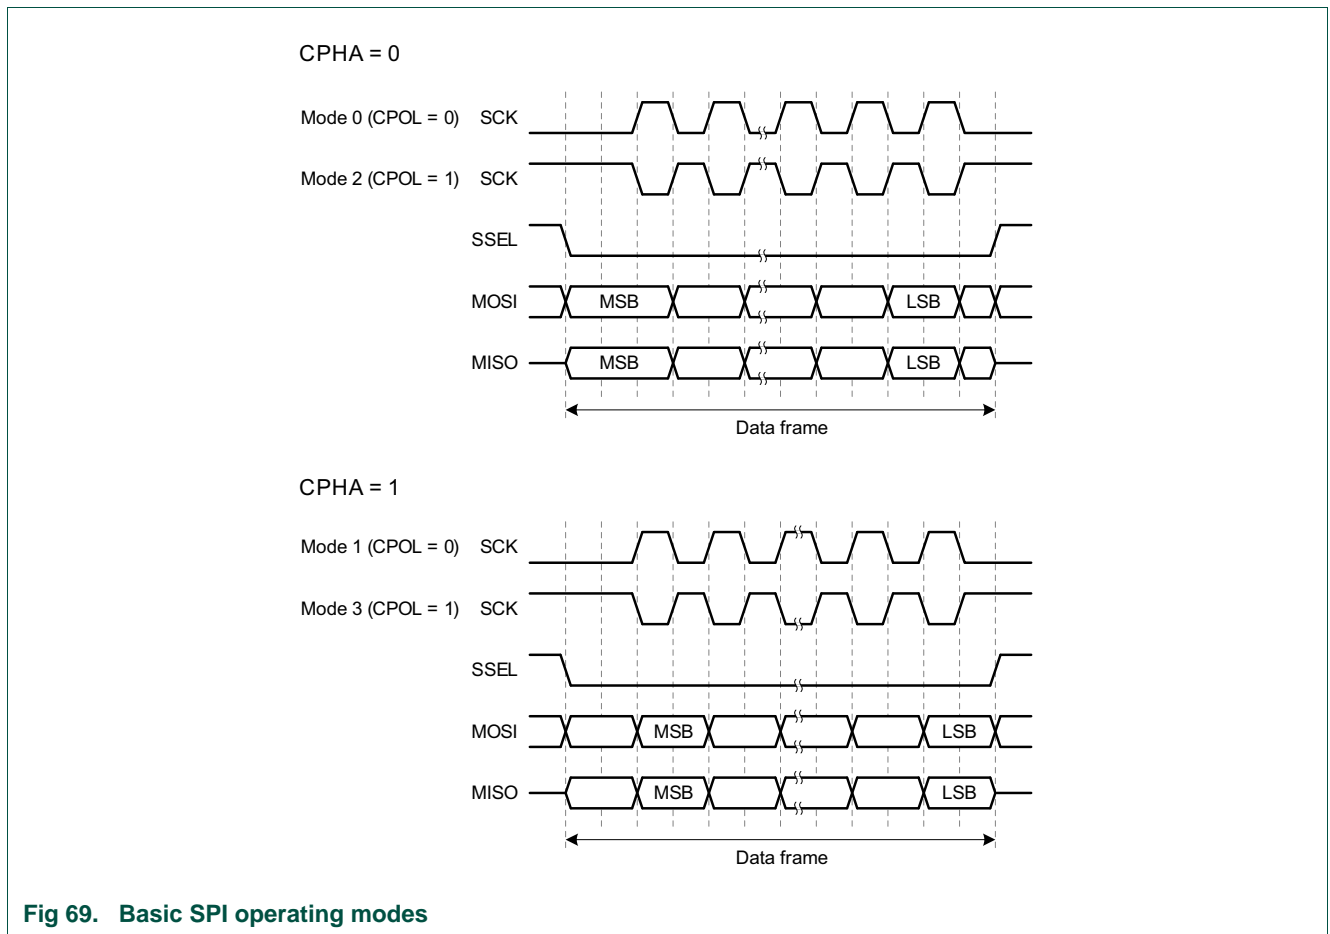 CPHA = 0
Mode 0 (CPOL = 0) SCK
Mode 2 (CPOL = 1) SCK
SSEL
MOSI MSB LSB
MISO MSB LSB
Data frame
CPHA = 1
Mode 1 (CPOL = 0) SCK
Mode 3 (CPOL = 1) SCK
SSEL
MOSI MSB LSB
MISO MSB LSB
Data frame
Fig 69. Basic SPI operating modes